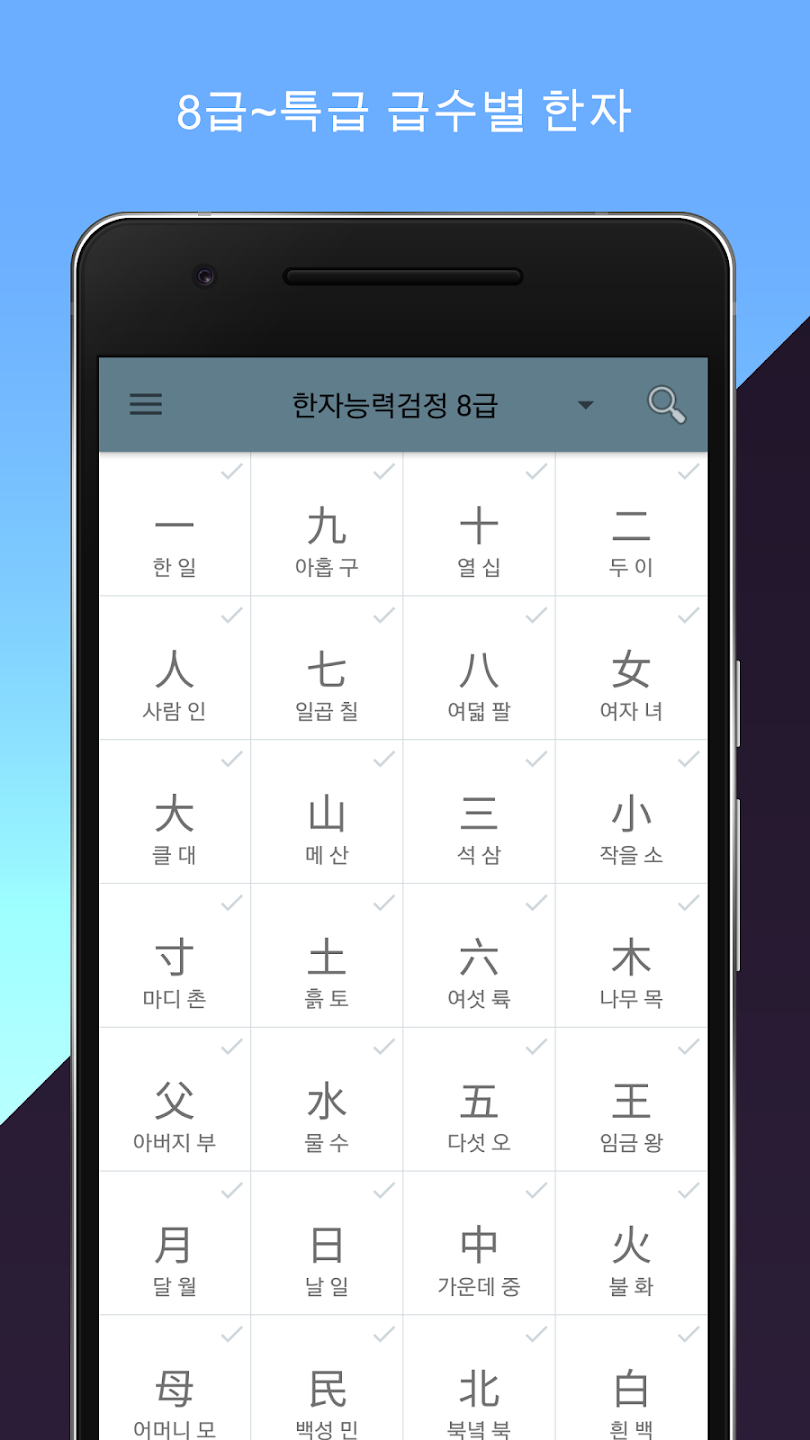 8급~특급 급수별 한자
한자능력검정 8급
一 九 十 二
한 일 아홉 구 열 십 두 이
人 七 八 女
사람 인 일곱 칠 여덟 팔 여자 녀
大 山 三 小
클 대 메 산 석 삼 작을 소
寸 土 六 木
마디 촌 흙 토 여섯 륙 나무 목
父 水 五 王
아버지 부 물 수 다섯 오 임금 왕
月 日 中 火
달 월 날 일 가운데 중 불 화
母 民 北 白
어머니 모 백성 민 북녘 북 흰 백